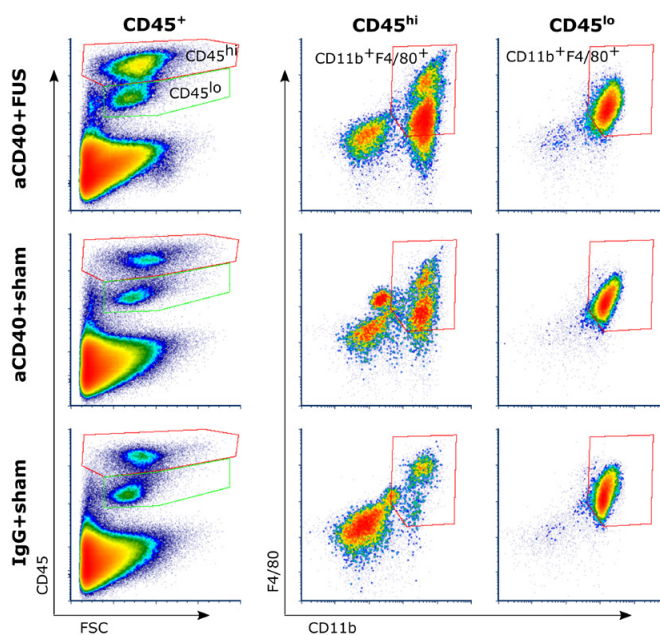 CD45⁺
CD45ʰⁱ
CD45ˡᵒ
aCD40+FUS
CD45ʰⁱ
CD45ˡᵒ
CD11b⁺F4/80⁺
CD11b⁺F4/80⁺
aCD40+sham
IgG+sham
CD45
FSC
F4/80
CD11b